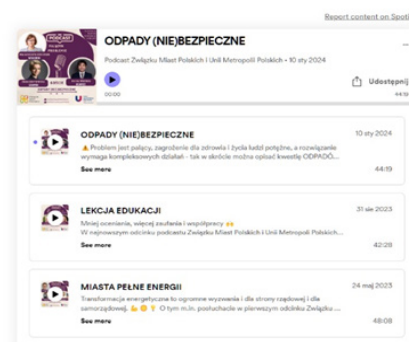 Report content on Spoti
ODPADY (NIE)BEZPIECZNE
Podcast Związku Miast Polskich i Unii Metropolii Polskich • 10 sty 2024
Udostępnij
00:00
44:19
ODPADY (NIE)BEZPIECZNE
10 sty 2024
⚠️ Problem jest palący, zagrożenie dla zdrowia i życia ludzi potężne, a rozwiązanie
wymaga kompleksowych działań - tak w skrócie można opisać kwestię ODPADÓ...
See more
44:19
LEKCJA EDUKACJI
31 sie 2023
Mniej oceniania, więcej zaufania i współpracy
W najnowszym odcinku podcastu Związku Miast Polskich i Unii Metropolii Polskich...
See more
42:28
MIASTA PEŁNE ENERGII
24 maj 2023
Transformacja energetyczna to ogromne wyzwania i dla strony rządowej i dla
samorządowej. O tym m.in. posłuchacie w pierwszym odcinku Związku ...
See more
48:08